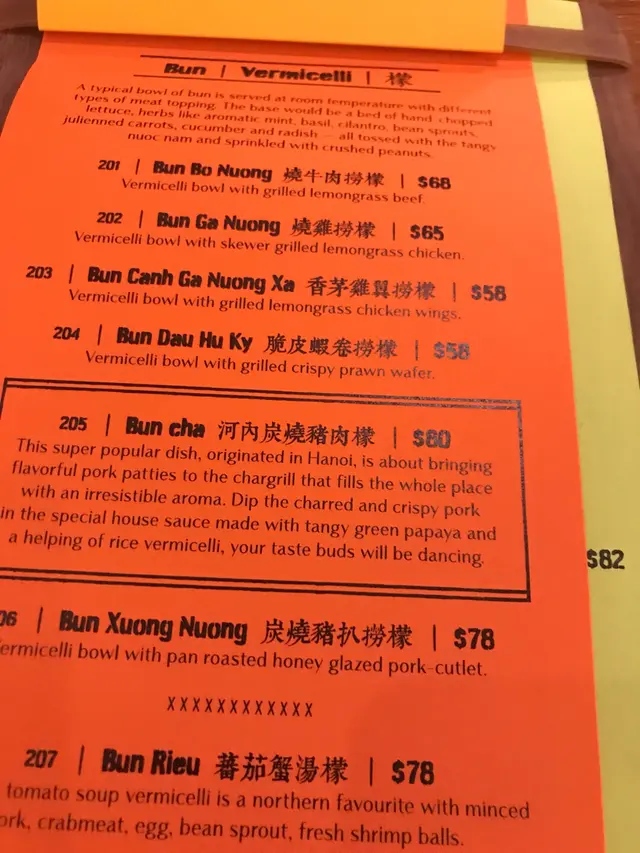 Bun | Vermicelli | 檬
A typical bowl of bun is served at room temperature with different
types of meat topping. The base would be a bed of hand chopped
lettuce, herbs like aromatic mint, basil, cilantro, bean sprouts,
julienned carrots, cucumber and radish — all tossed with the tangy
nuoc nam and sprinkled with crushed peanuts.
201 | Bun Bo Nuong 燒牛肉撈檬 | $68
Vermicelli bowl with grilled lemongrass beef.
202 | Bun Ga Nuong 燒雞撈檬 | $65
Vermicelli bowl with skewer grilled lemongrass chicken.
203 | Bun Canh Ga Nuong Xa 香茅雞翼撈檬 | $58
Vermicelli bowl with grilled lemongrass chicken wings.
204 | Bun Dau Hu Ky 脆皮蝦卷撈檬 | $58
Vermicelli bowl with grilled crispy prawn wafer.
205 | Bun cha 河內炭燒豬肉檬 | $80
This super popular dish, originated in Hanoi, is about bringing
flavorful pork patties to the chargrill that fills the whole place
with an irresistible aroma. Dip the charred and crispy pork
in the special house sauce made with tangy green papaya and
a helping of rice vermicelli, your taste buds will be dancing.
$82
06 | Bun Xuong Nuong 炭燒豬扒撈檬 | $78
ermicelli bowl with pan roasted honey glazed pork-cutlet.
XXXXXXXXXXXX
207 | Bun Rieu 蕃茄蟹湯檬 | $78
tomato soup vermicelli is a northern favourite with minced
ork, crabmeat, egg, bean sprout, fresh shrimp balls.